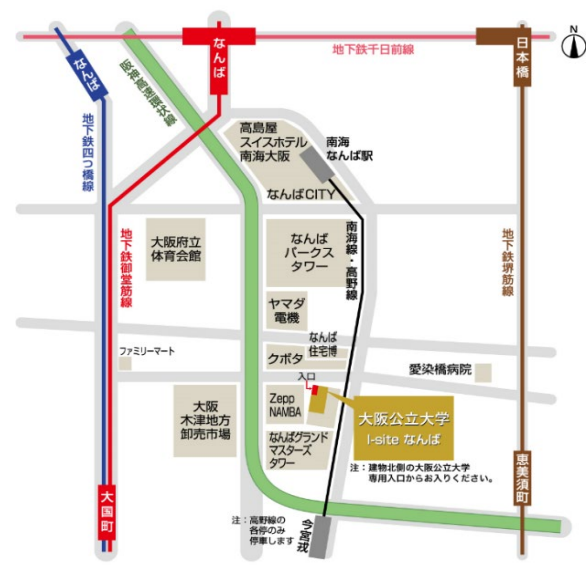 N
なんば
なんば
地下鉄千日前線
日本橋
阪神高速環状線
地下鉄四つ橋線
高島屋
スイスホテル
南海大阪
南海
なんば駅
なんばCITY
地下鉄御堂筋線
大阪府立
体育会館
なんば
パークス
タワー
南海線・高野線
地下鉄堺筋線
ヤマダ
電機
なんば
住宅博
ファミリーマート
クボタ
愛染橋病院
入口
大阪
木津地方
卸売市場
Zepp
NAMBA
大阪公立大学
I-site なんば
なんばグランド
マスターズ
タワー
注：建物北側の大阪公立大学
専用入口からお入りください。
恵美須町
大国町
注：高野線の
各停のみ
停車します
今宮戎